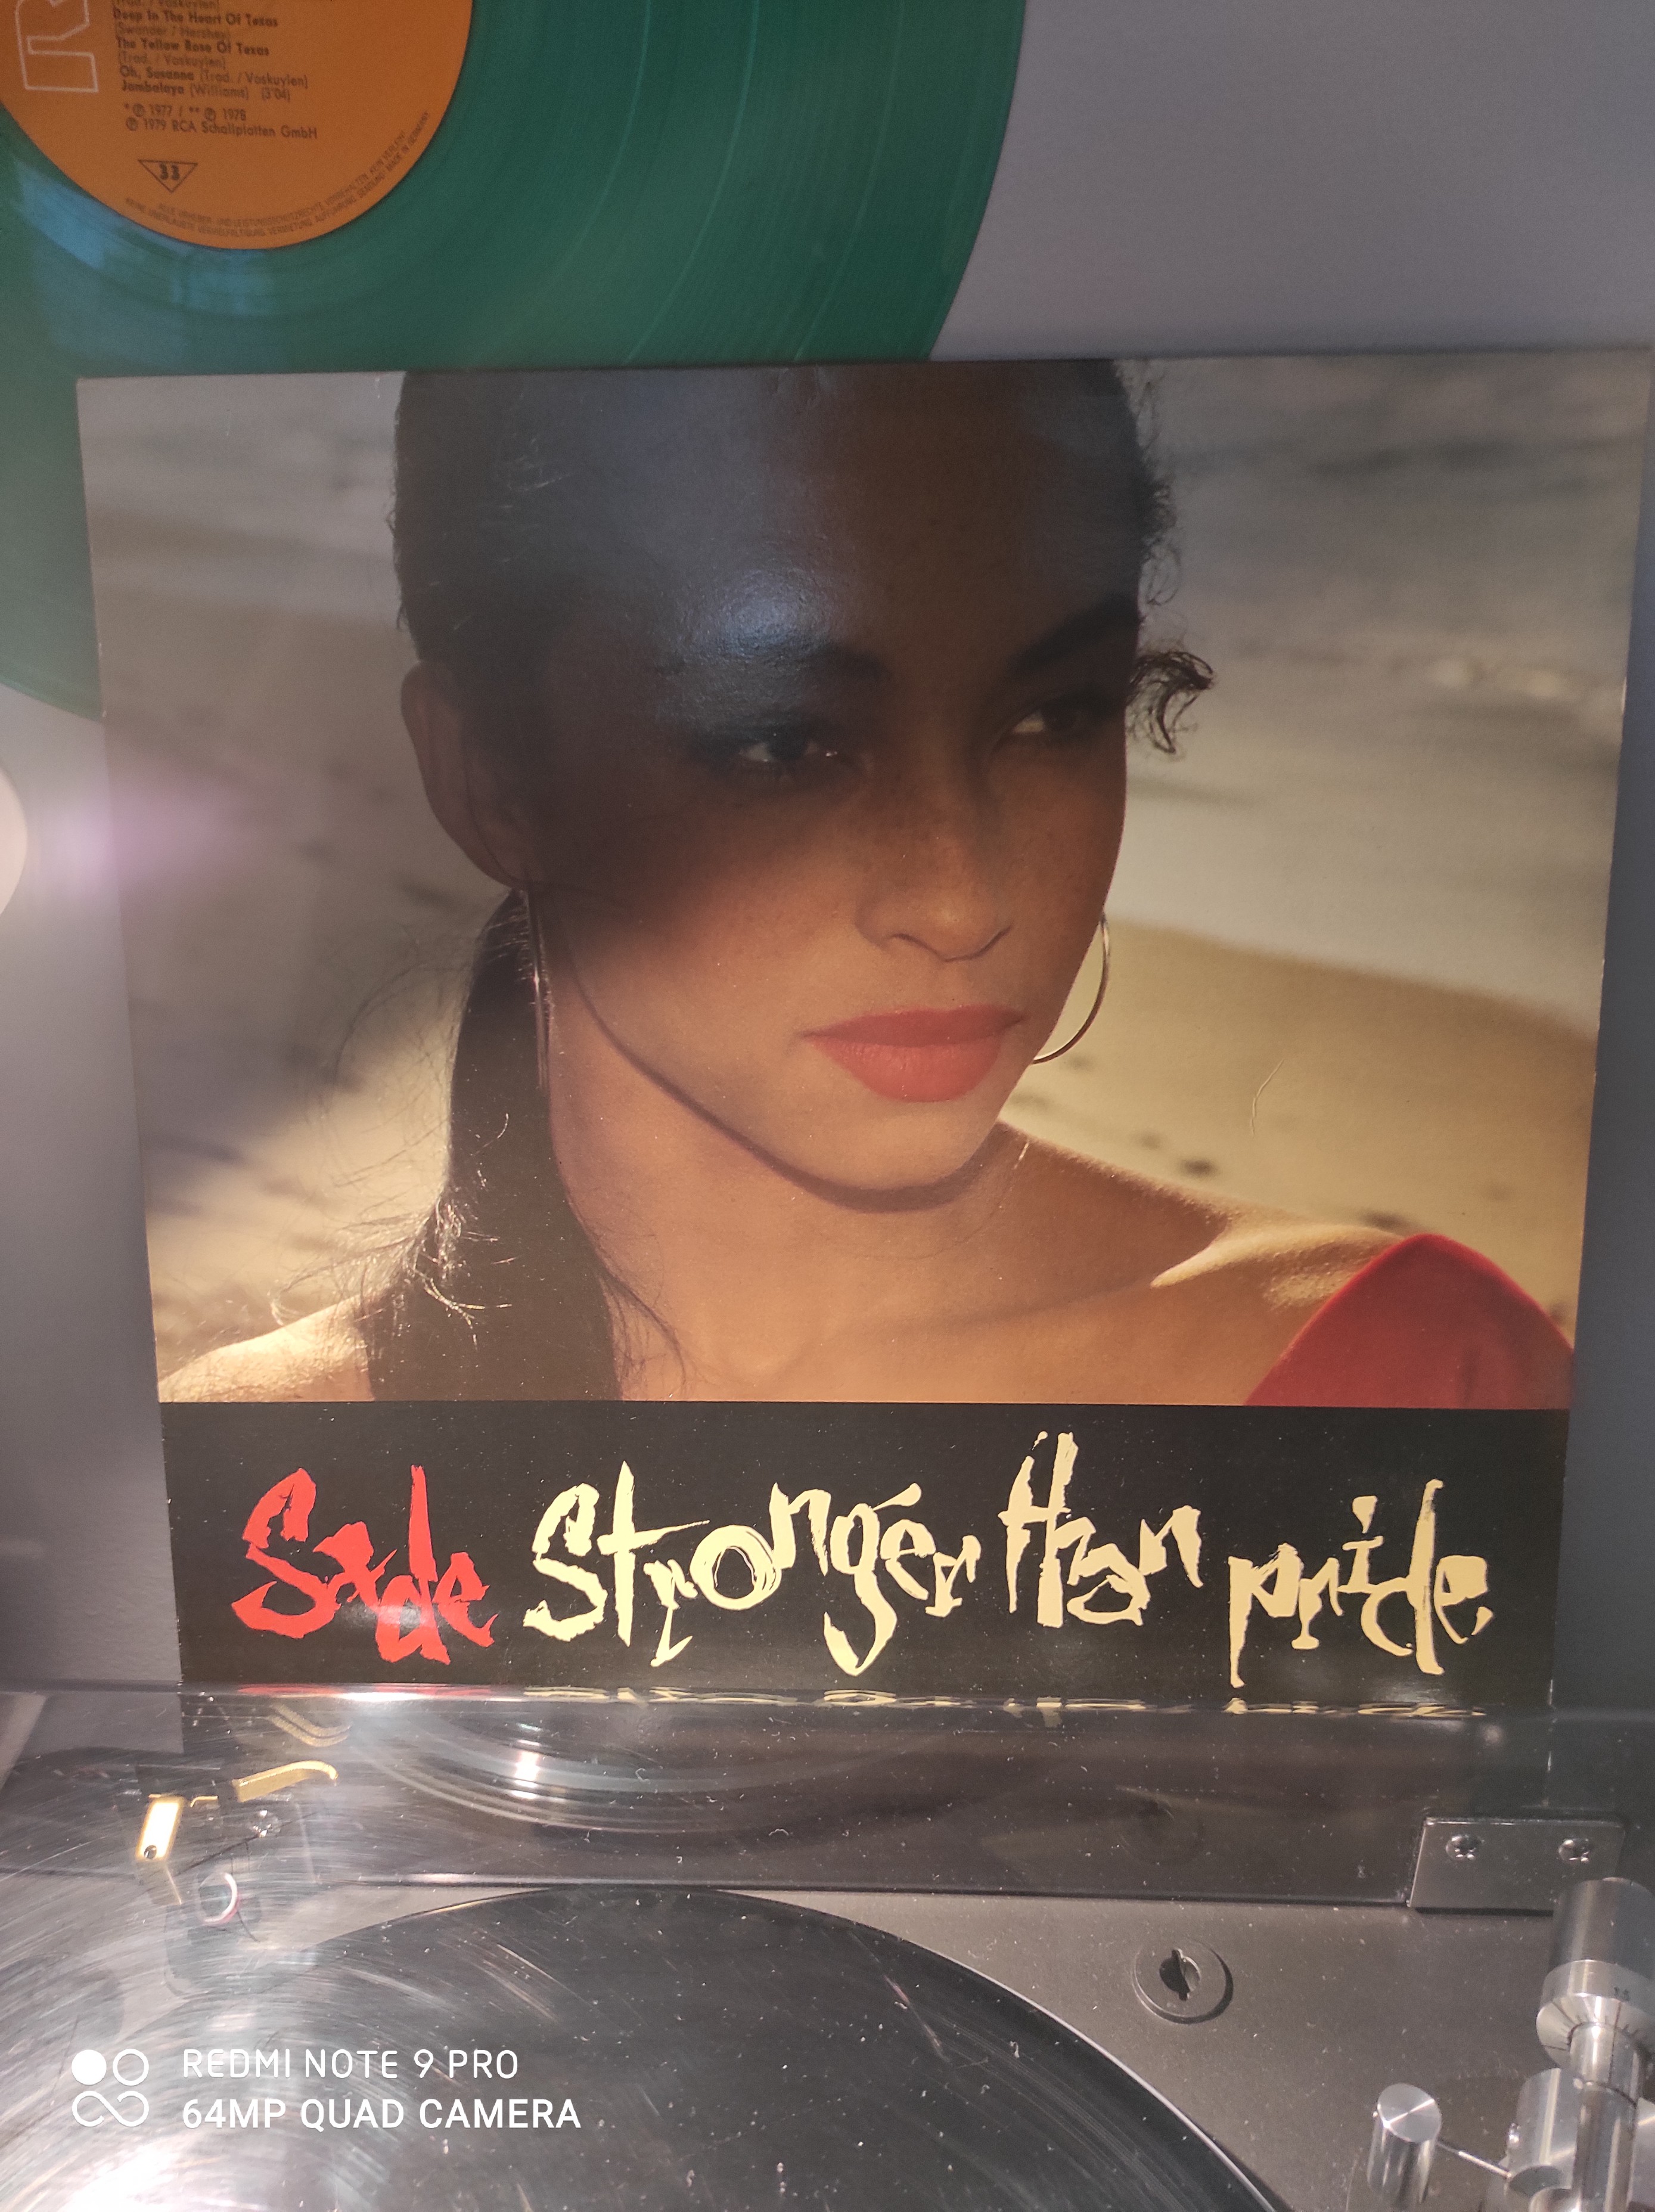 Deep In The Heart Of Texas
(Swander / Hershey)
The Yellow Rose Of Texas
(Trad. / Voskuylen)
Oh, Susanna (Trad. / Voskuylen)
Jambalaya (Williams) (3'04)
* ℗ 1977 / ** ℗ 1978
℗ 1979 RCA Schallplatten GmbH
33
Sade Stronger than pride
REDMI NOTE 9 PRO
64MP QUAD CAMERA